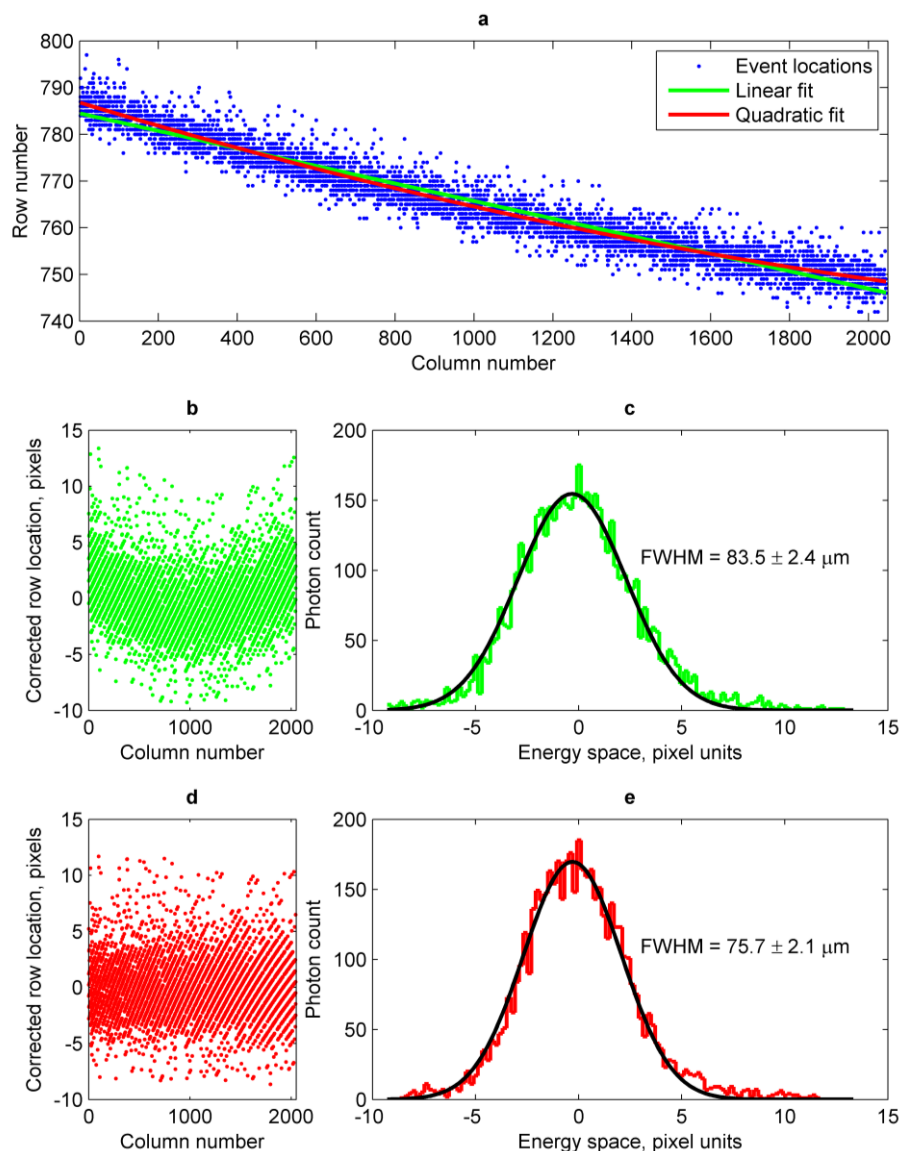 a
800
790
780
770
760
750
740
Row number
0 200 400 600 800 1000 1200 1400 1600 1800 2000
Column number
Event locations
Linear fit
Quadratic fit
b
15
10
5
0
-5
-10
Corrected row location, pixels
0 1000 2000
Column number
c
200
150
100
50
0
Photon count
FWHM = 83.5 ± 2.4 μm
-10 -5 0 5 10 15
Energy space, pixel units
d
15
10
5
0
-5
-10
Corrected row location, pixels
0 1000 2000
Column number
e
200
150
100
50
0
Photon count
FWHM = 75.7 ± 2.1 μm
-10 -5 0 5 10 15
Energy space, pixel units